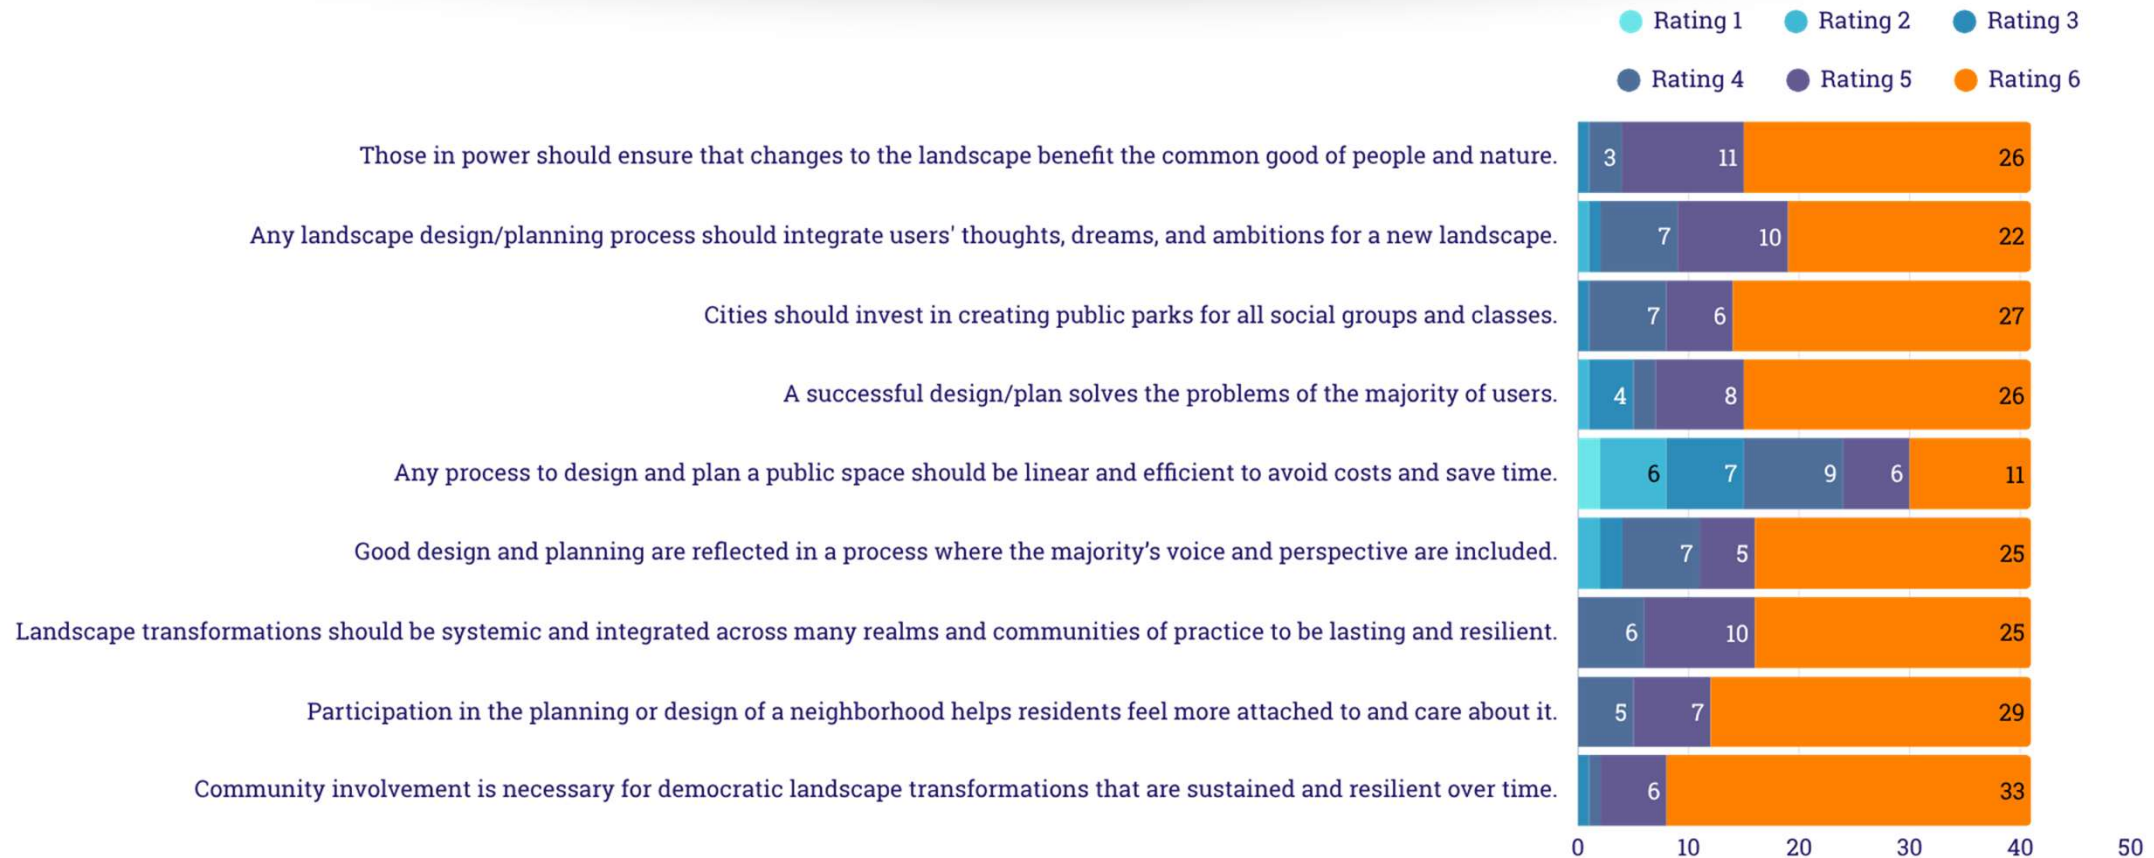 Rating 1 Rating 2 Rating 3
Rating 4 Rating 5 Rating 6
Those in power should ensure that changes to the landscape benefit the common good of people and nature. 3 11 26
Any landscape design/planning process should integrate users' thoughts, dreams, and ambitions for a new landscape. 7 10 22
Cities should invest in creating public parks for all social groups and classes. 7 6 27
A successful design/plan solves the problems of the majority of users. 4 8 26
Any process to design and plan a public space should be linear and efficient to avoid costs and save time. 6 7 9 6 11
Good design and planning are reflected in a process where the majority’s voice and perspective are included. 7 5 25
Landscape transformations should be systemic and integrated across many realms and communities of practice to be lasting and resilient. 6 10 25
Participation in the planning or design of a neighborhood helps residents feel more attached to and care about it. 5 7 29
Community involvement is necessary for democratic landscape transformations that are sustained and resilient over time. 6 33
0 10 20 30 40 50